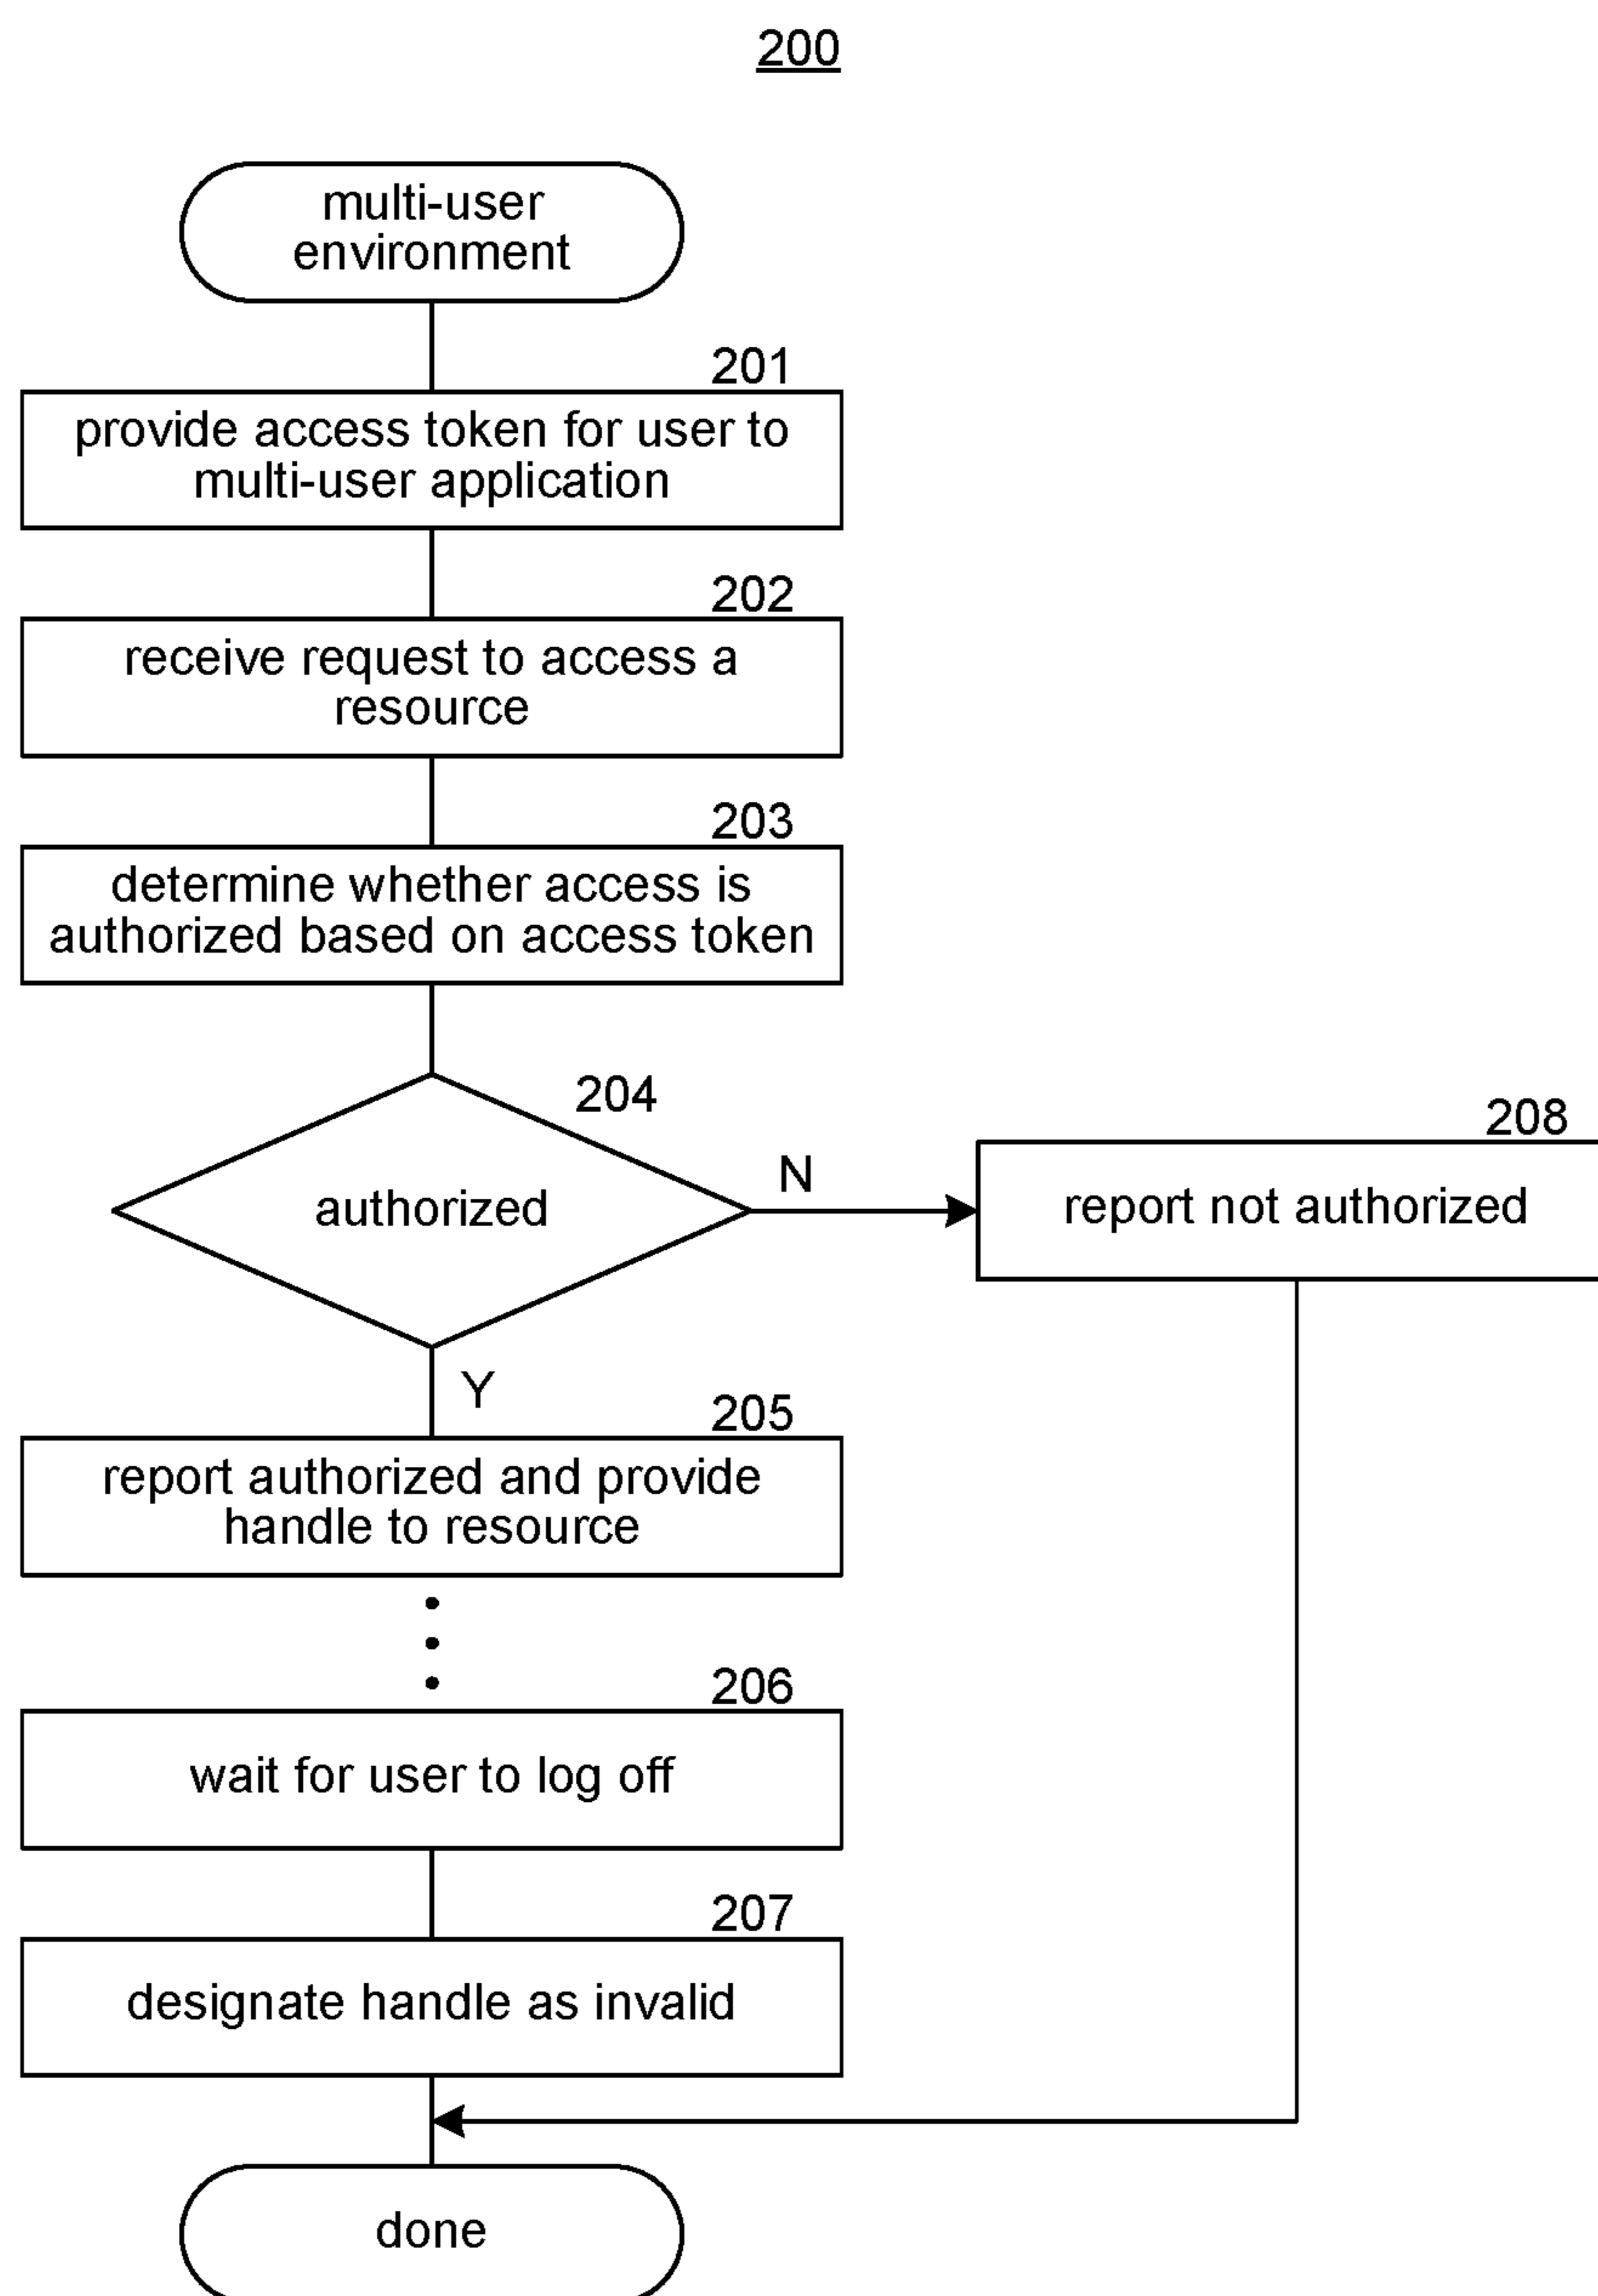 200
multi-user
environment
201
provide access token for user to
multi-user application
202
receive request to access a
resource
203
determine whether access is
authorized based on access token
204
authorized
N
208
report not authorized
Y
205
report authorized and provide
handle to resource
206
wait for user to log off
207
designate handle as invalid
done